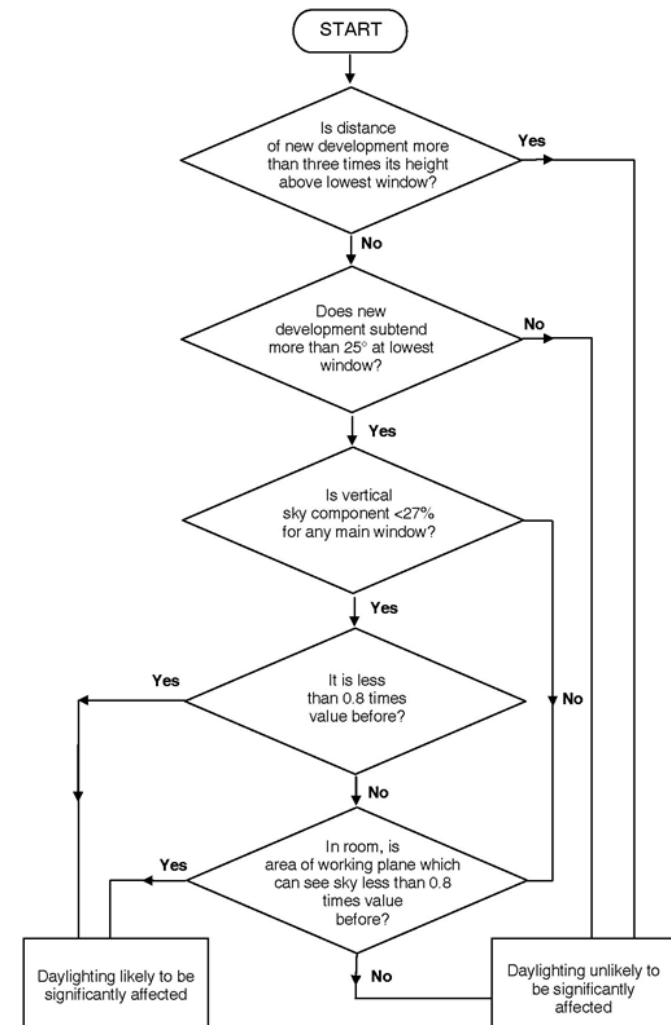 START
Is distance
of new development more
than three times its height
above lowest window?
Yes
No
Does new
development subtend
more than 25° at lowest
window?
No
Yes
Is vertical
sky component <27%
for any main window?
Yes
No
It is less
than 0.8 times
value before?
Yes
No
In room, is
area of working plane which
can see sky less than 0.8
times value
before?
Yes
No
Daylighting likely to be
significantly affected
Daylighting unlikely to
be significantly
affected